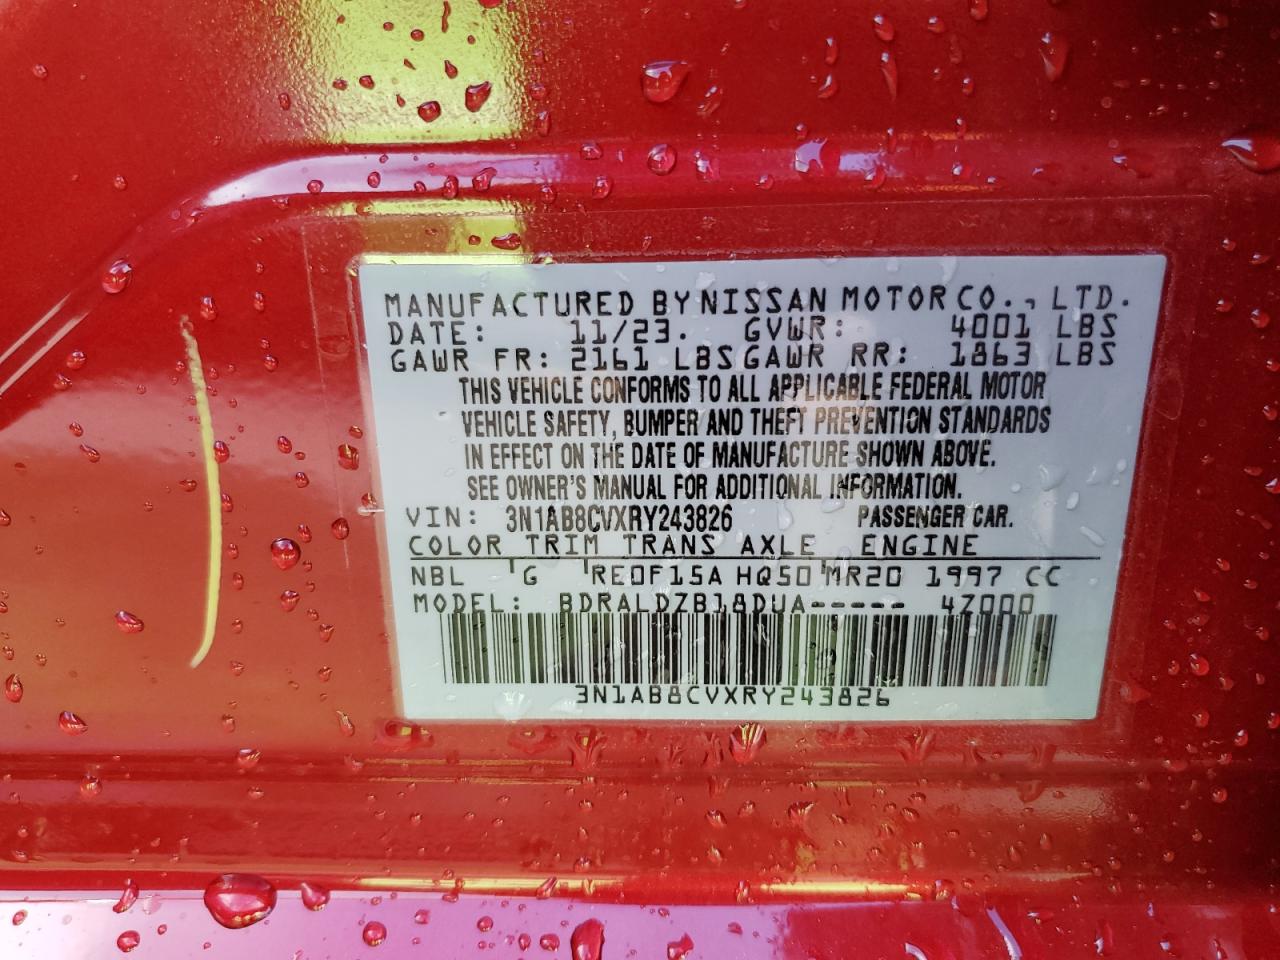 MANUFACTURED BY NISSAN MOTOR CO., LTD.
DATE: 11/23. GVWR: 4001 LBS
GAWR FR: 2161 LBS GAWR RR: 1863 LBS
THIS VEHICLE CONFORMS TO ALL APPLICABLE FEDERAL MOTOR
VEHICLE SAFETY, BUMPER AND THEFT PREVENTION STANDARDS
IN EFFECT ON THE DATE OF MANUFACTURE SHOWN ABOVE.
SEE OWNER'S MANUAL FOR ADDITIONAL INFORMATION.
VIN: 3N1AB8CVXRY243826 PASSENGER CAR.
COLOR TRIM TRANS AXLE ENGINE
NBL G RE0F15A HQ50 MR20 1997 CC
MODEL: BDRALDZB18DUA----- 4Z000
3N1AB8CVXRY243826